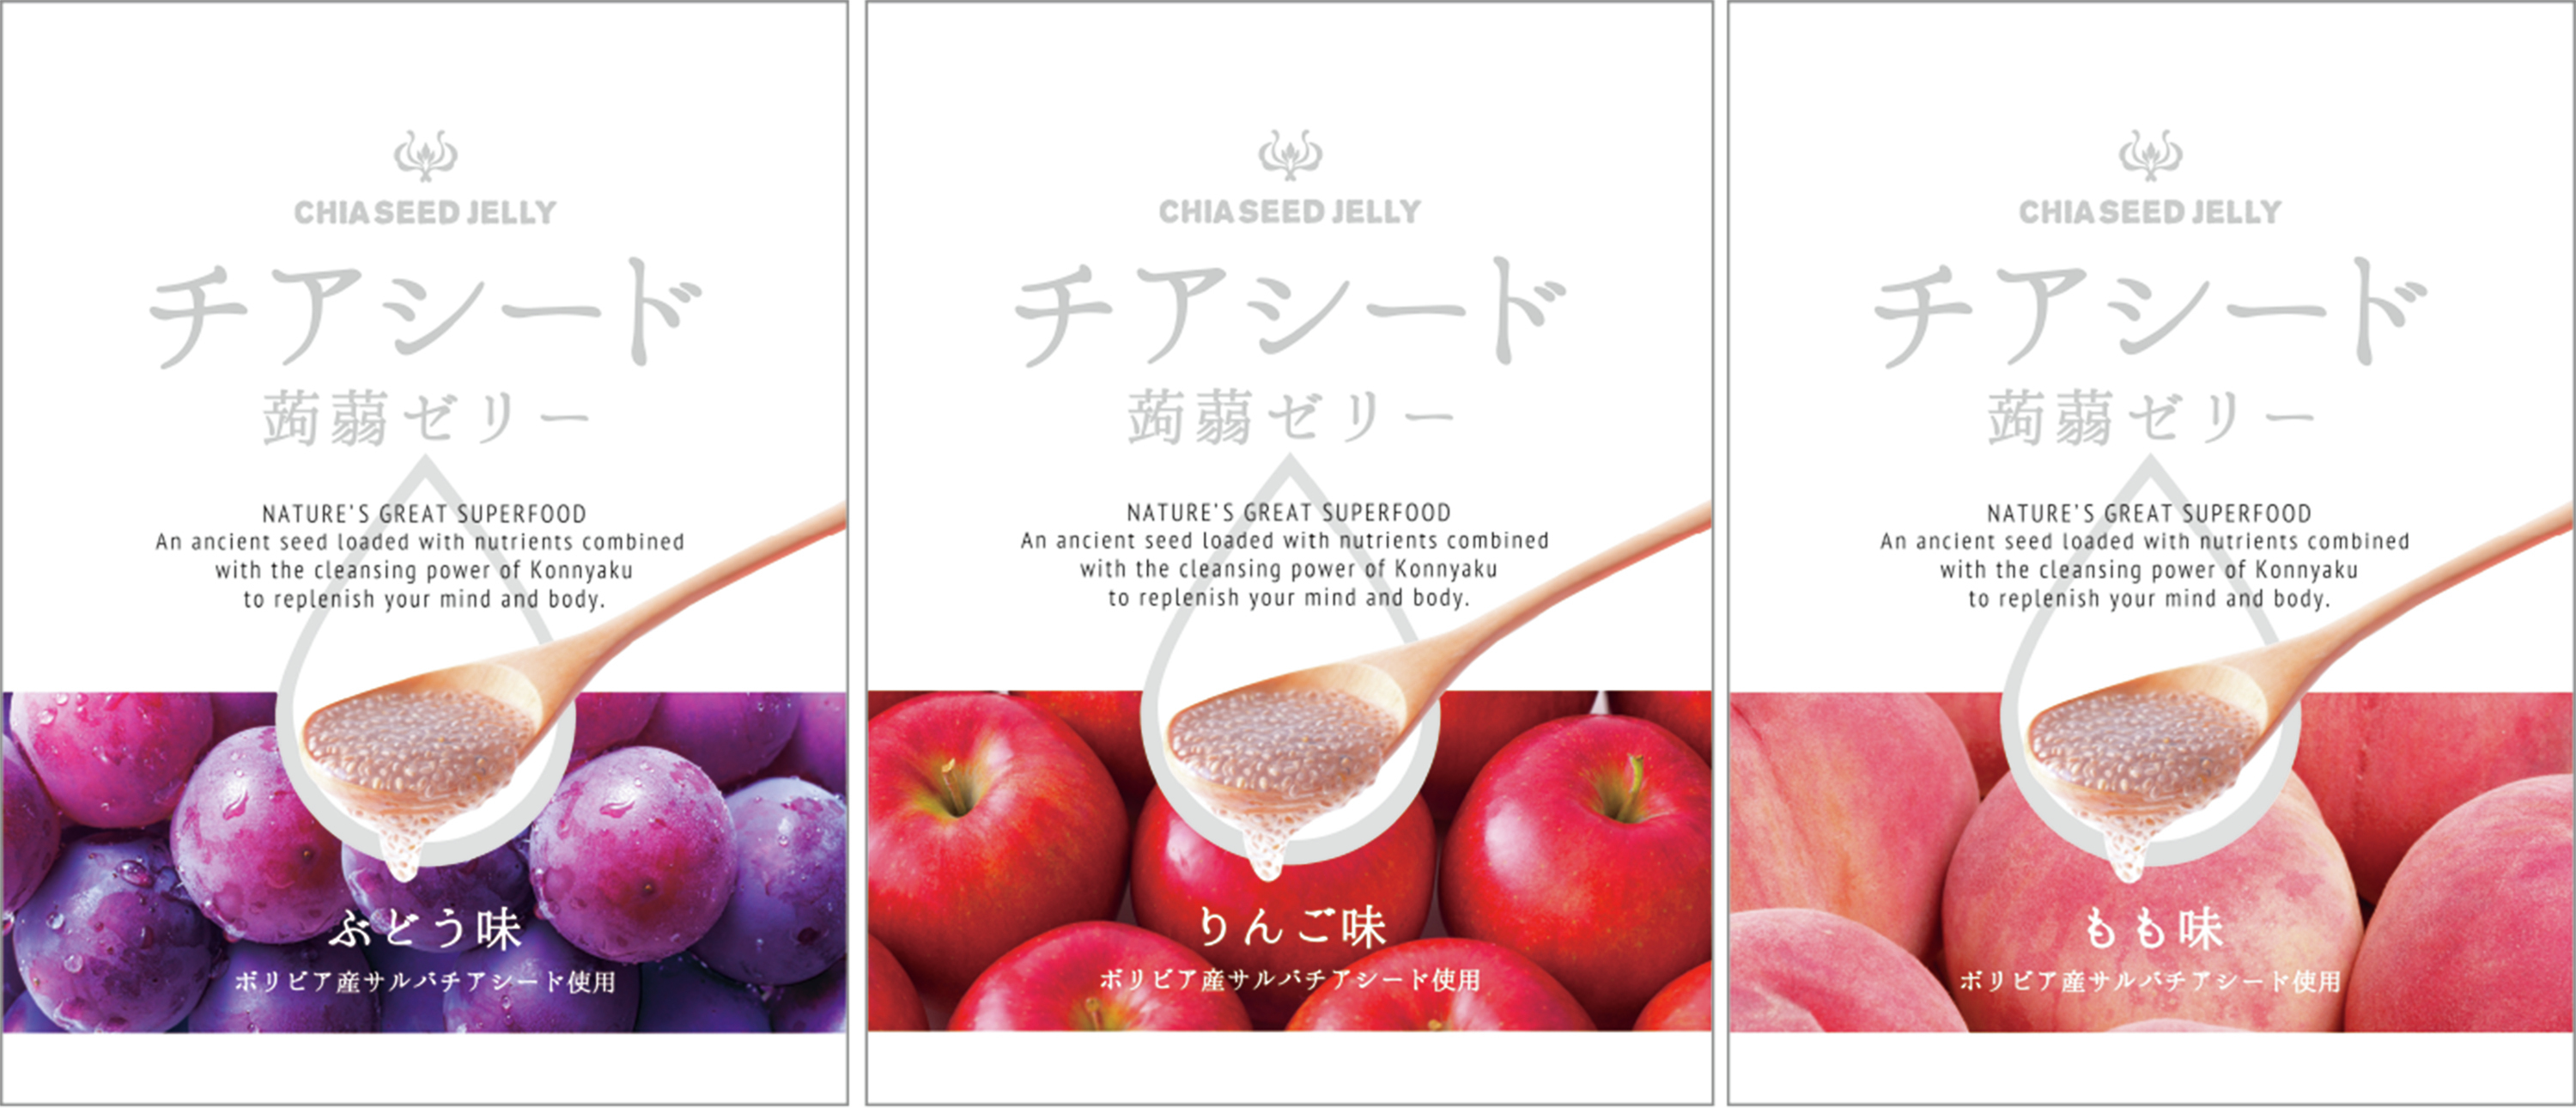 CHIA SEED JELLY
チアシード
蒟蒻ゼリー
NATURE'S GREAT SUPERFOOD
An ancient seed loaded with nutrients combined
with the cleansing power of Konnyaku
to replenish your mind and body.
ぶどう味
ボリビア産サルバチアシード使用
CHIA SEED JELLY
チアシード
蒟蒻ゼリー
NATURE'S GREAT SUPERFOOD
An ancient seed loaded with nutrients combined
with the cleansing power of Konnyaku
to replenish your mind and body.
りんご味
ボリビア産サルバチアシード使用
CHIA SEED JELLY
チアシード
蒟蒻ゼリー
NATURE'S GREAT SUPERFOOD
An ancient seed loaded with nutrients combined
with the cleansing power of Konnyaku
to replenish your mind and body.
もも味
ボリビア産サルバチアシード使用